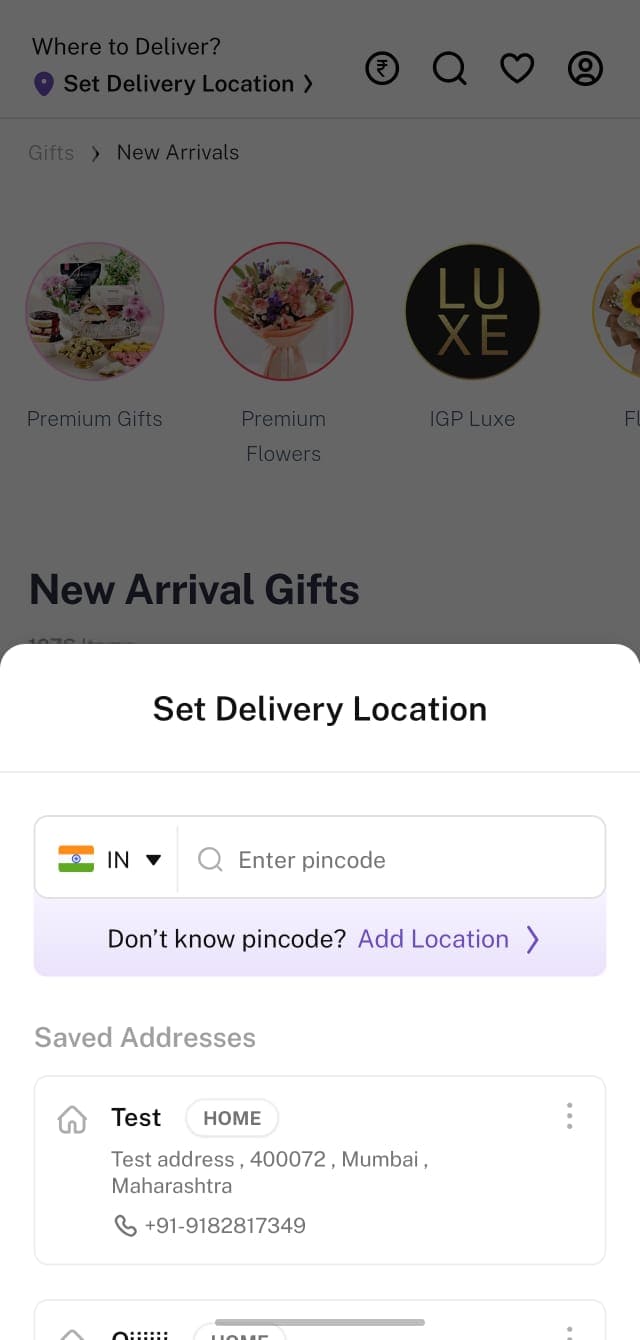 Where to Deliver?
Set Delivery Location
Gifts New Arrivals
LU
XE
Premium Gifts
Premium
Flowers
IGP Luxe
New Arrival Gifts
Set Delivery Location
IN Enter pincode
Don't know pincode? Add Location
Saved Addresses
Test HOME
Test address , 400072 , Mumbai ,
Maharashtra
+91-9182817349
HOME